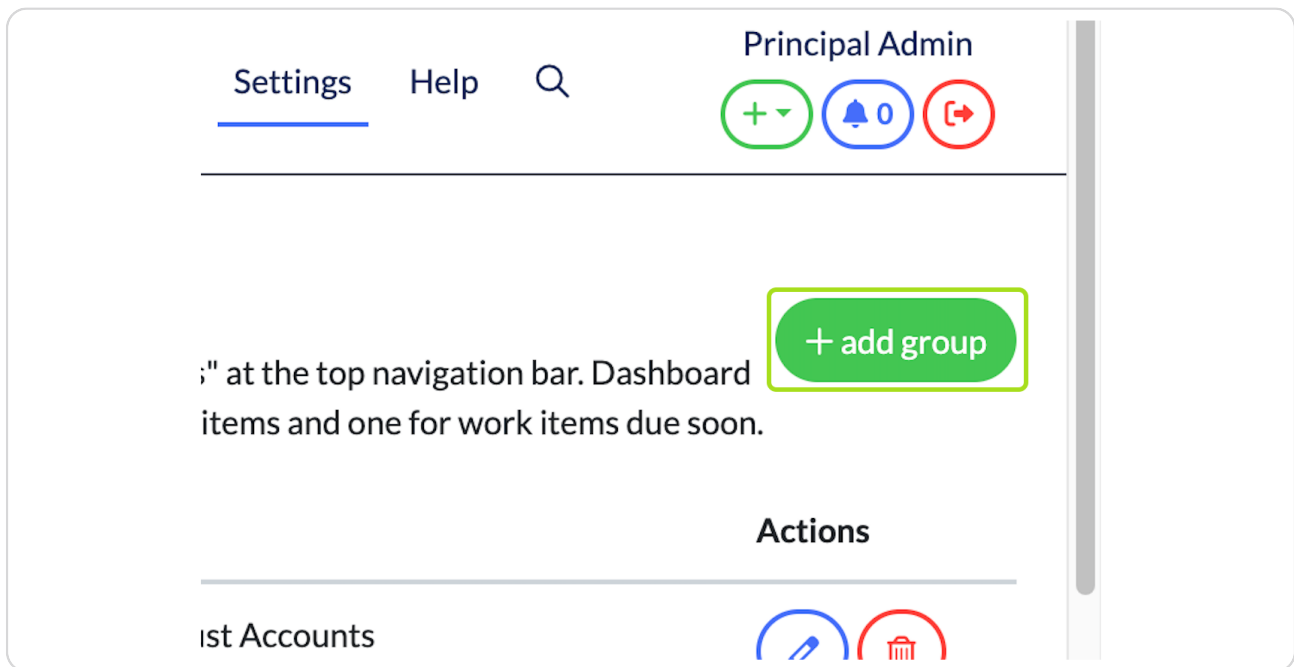 Principal Admin
Settings Help
0
+ add group
" at the top navigation bar. Dashboard
items and one for work items due soon.
Actions
Accounts